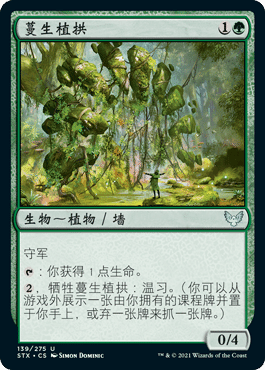 蔓生植拱 1
生物~植物 / 墙
守军
：你获得1点生命。
2，牺牲蔓生植拱：温习。（你可以从
游戏外展示一张由你拥有的课程牌并置
于你手上，或弃一张牌来抓一张牌。）
0/4
139/275 U
STX • CS SIMON DOMINIC
™ & © 2021 Wizards of the Coast